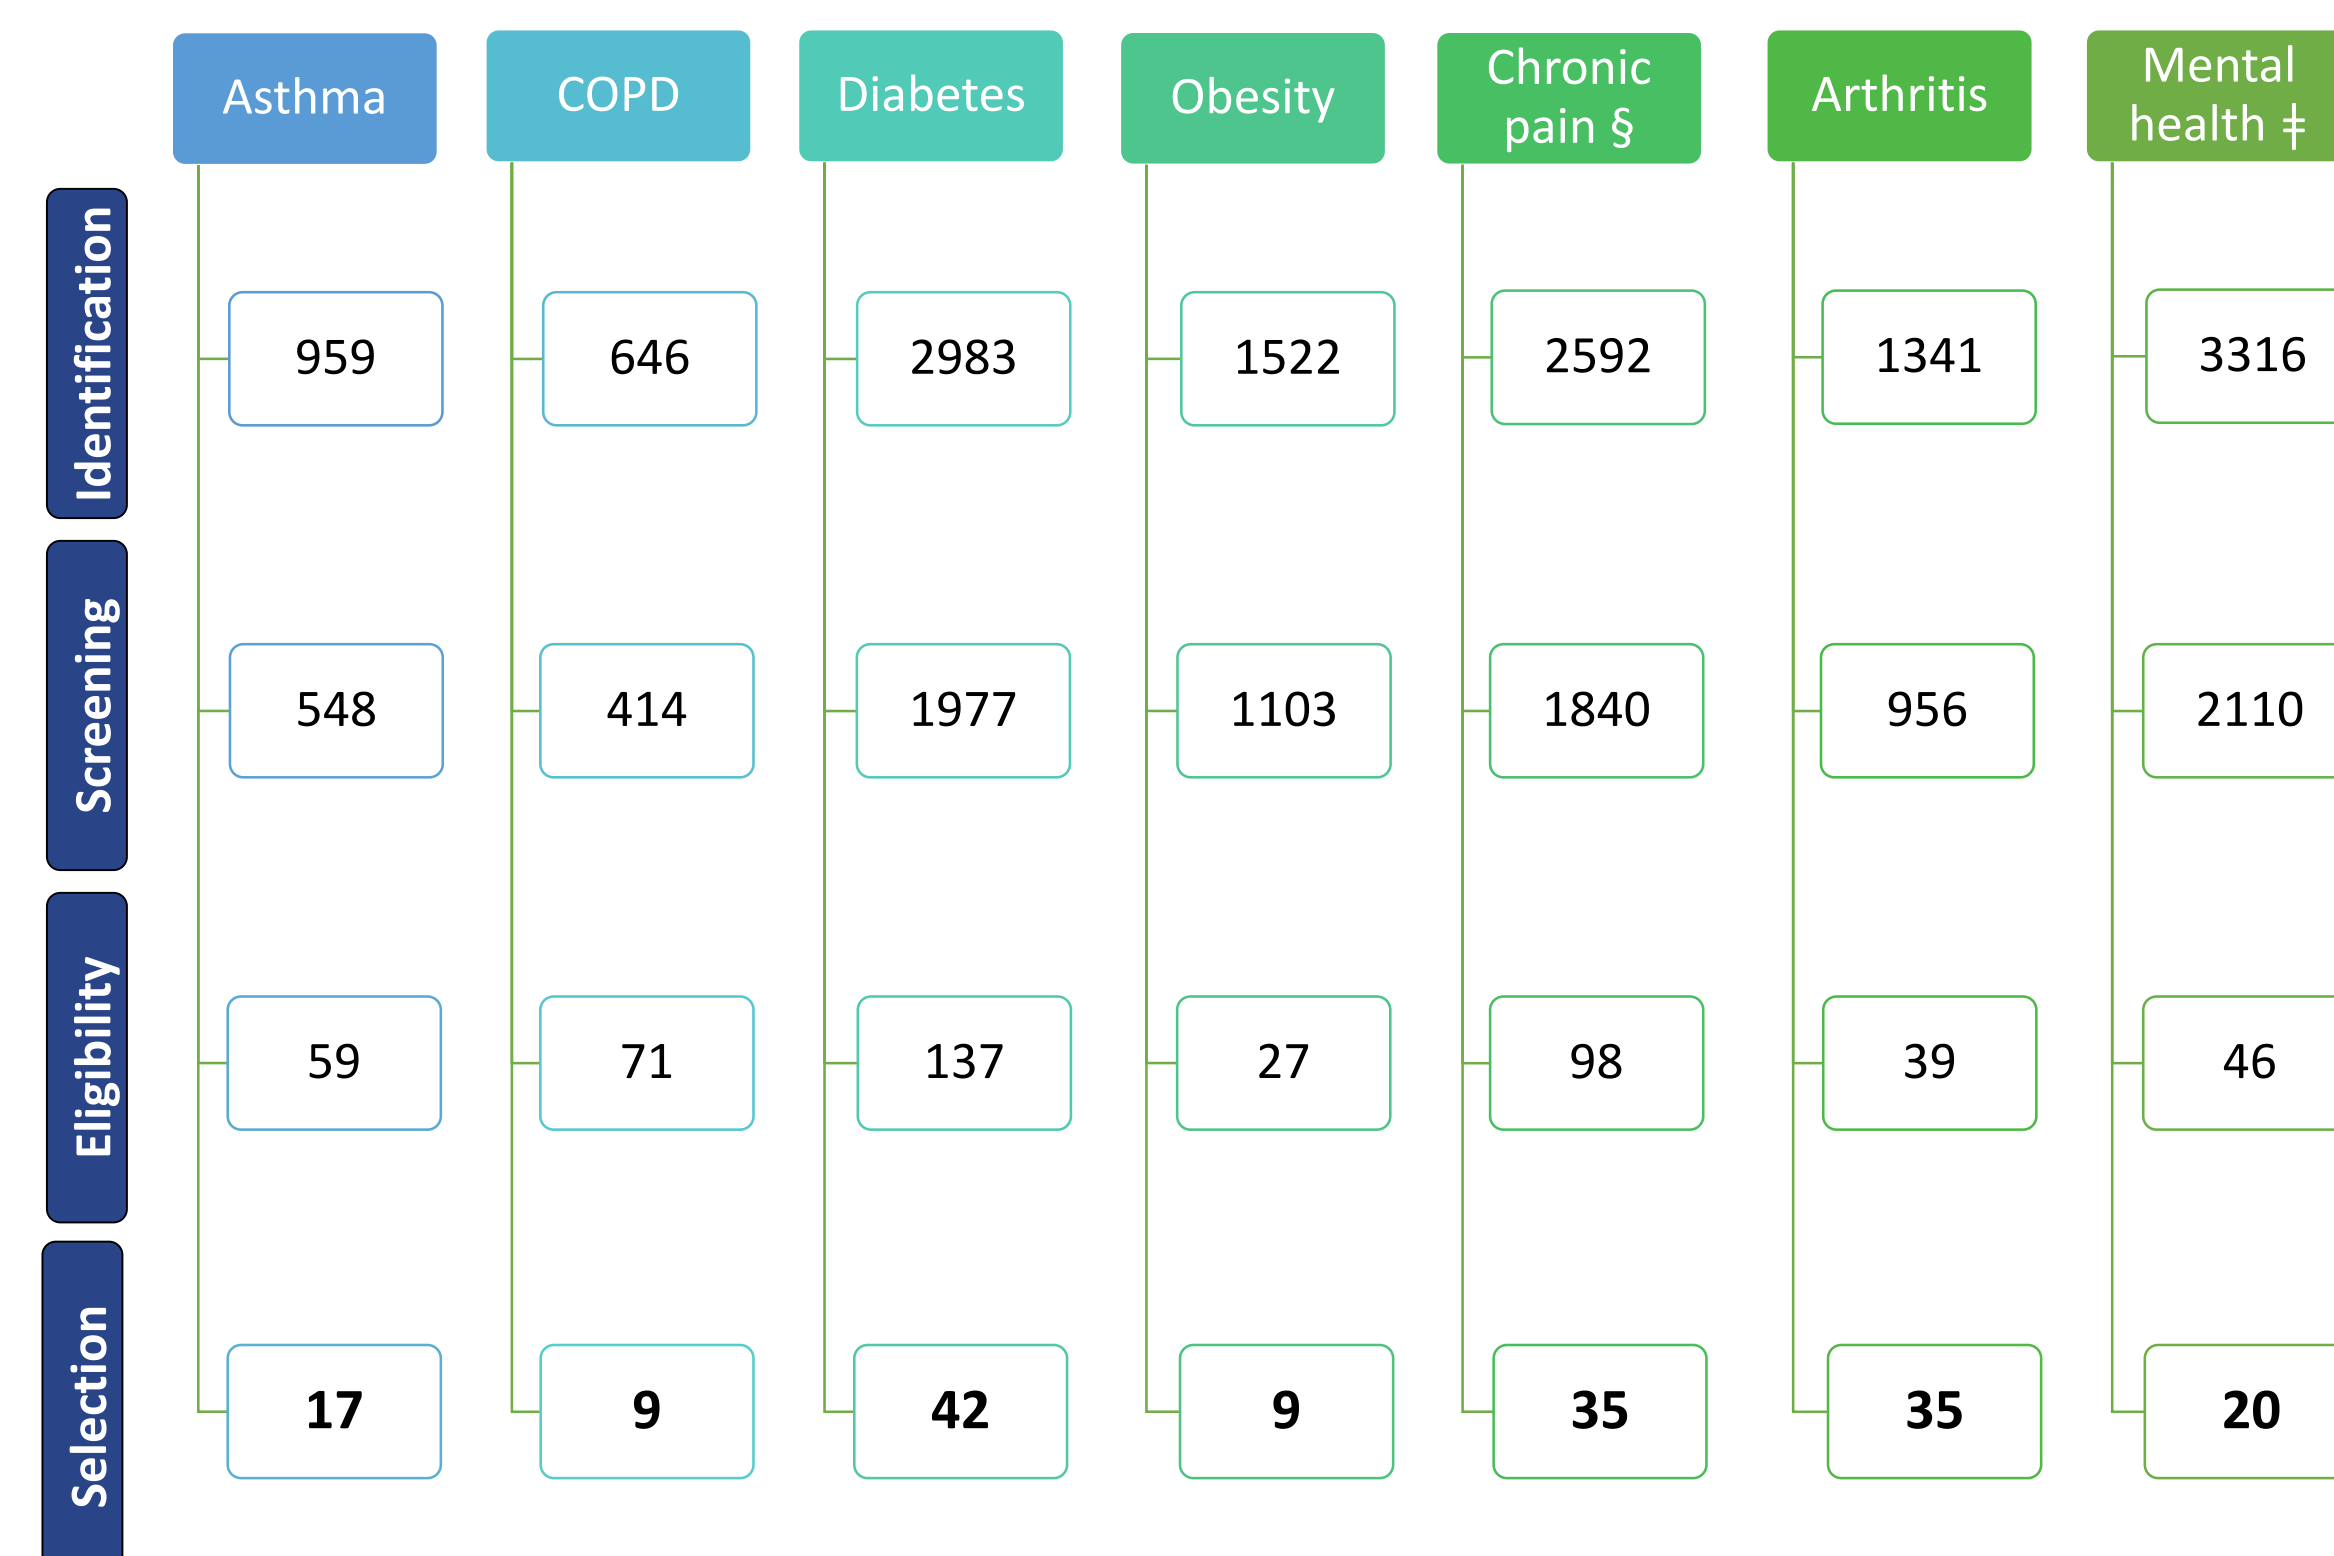 Asthma
COPD
Diabetes
Obesity
Chronic
pain §
Arthritis
Mental
health ǂ
Identification
959
646
2983
1522
2592
1341
3316
Screening
548
414
1977
1103
1840
956
2110
Eligibility
59
71
137
27
98
39
46
Selection
17
9
42
9
35
35
20